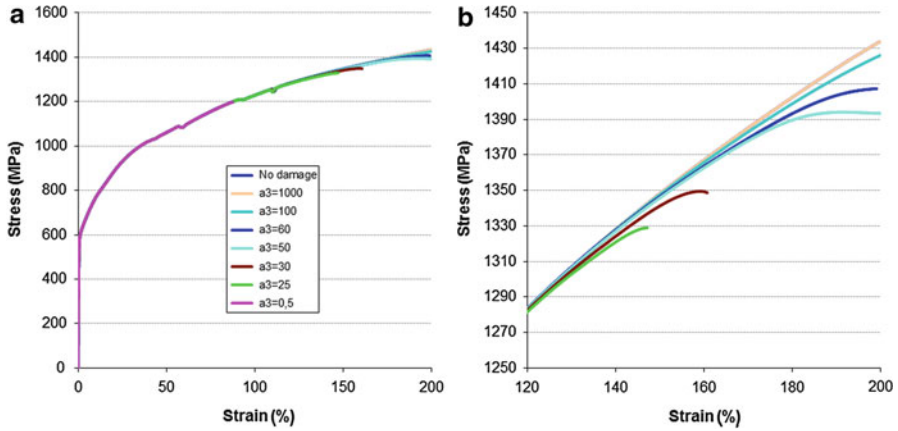 a
1600
1400
1200
1000
800
600
400
200
0
Stress (MPa)
0
50
100
150
200
Strain (%)
No damage
a3=1000
a3=100
a3=60
a3=50
a3=30
a3=25
a3=0,5
b
1450
1430
1410
1390
1370
1350
1330
1310
1290
1270
1250
Stress (MPa)
120
140
160
180
200
Strain (%)